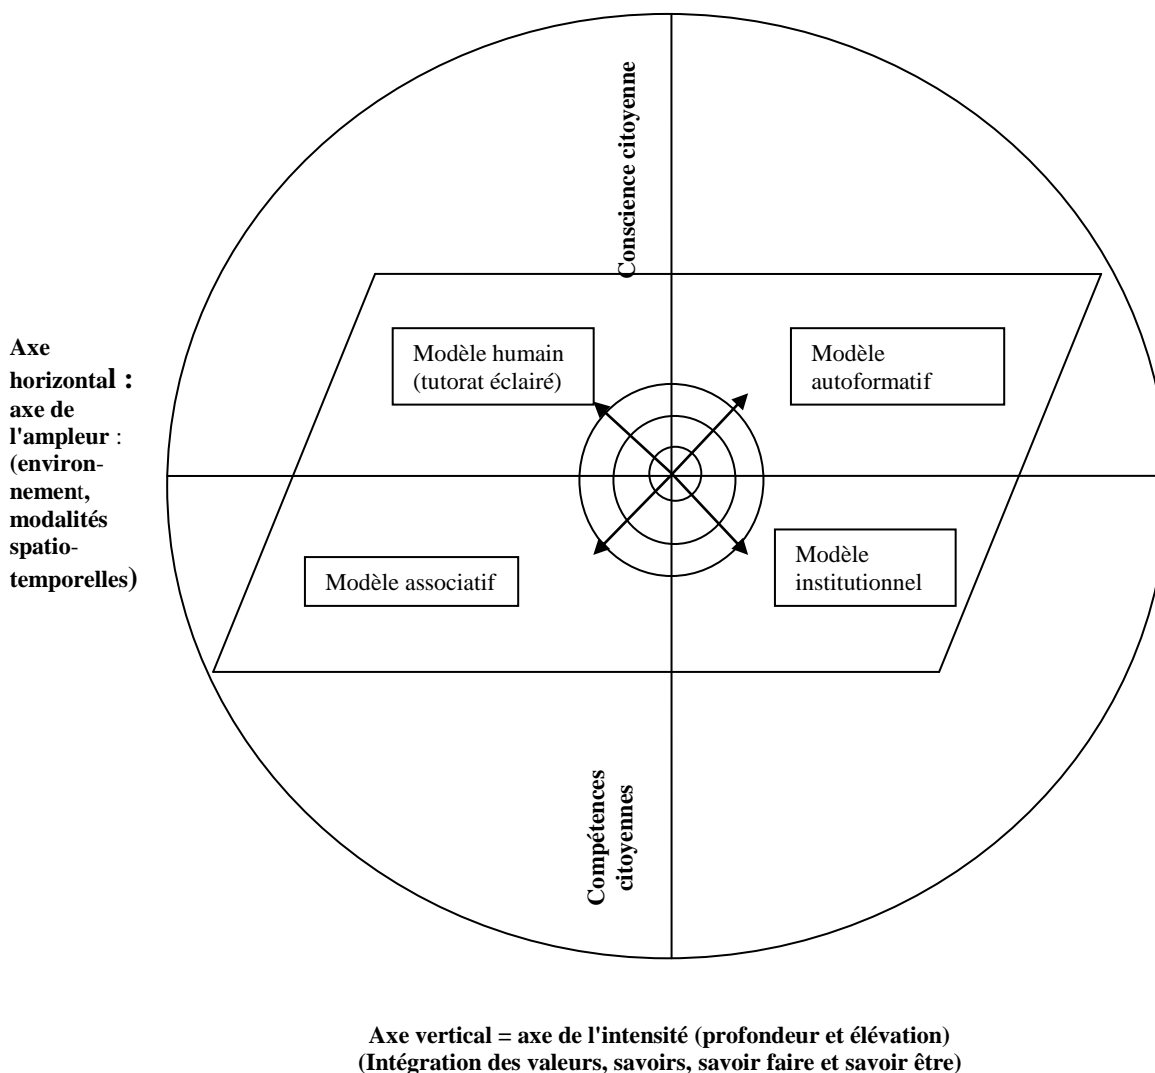 Conscience citoyenne
Axe
horizontal :
axe de
l'ampleur :
(environ-
nement,
modalités
spatio-
temporelles)
Modèle humain
(tutorat éclairé)
Modèle
autoformatif
Modèle associatif
Modèle
institutionnel
Compétences
citoyennes
Axe vertical = axe de l'intensité (profondeur et élévation)
(Intégration des valeurs, savoirs, savoir faire et savoir être)